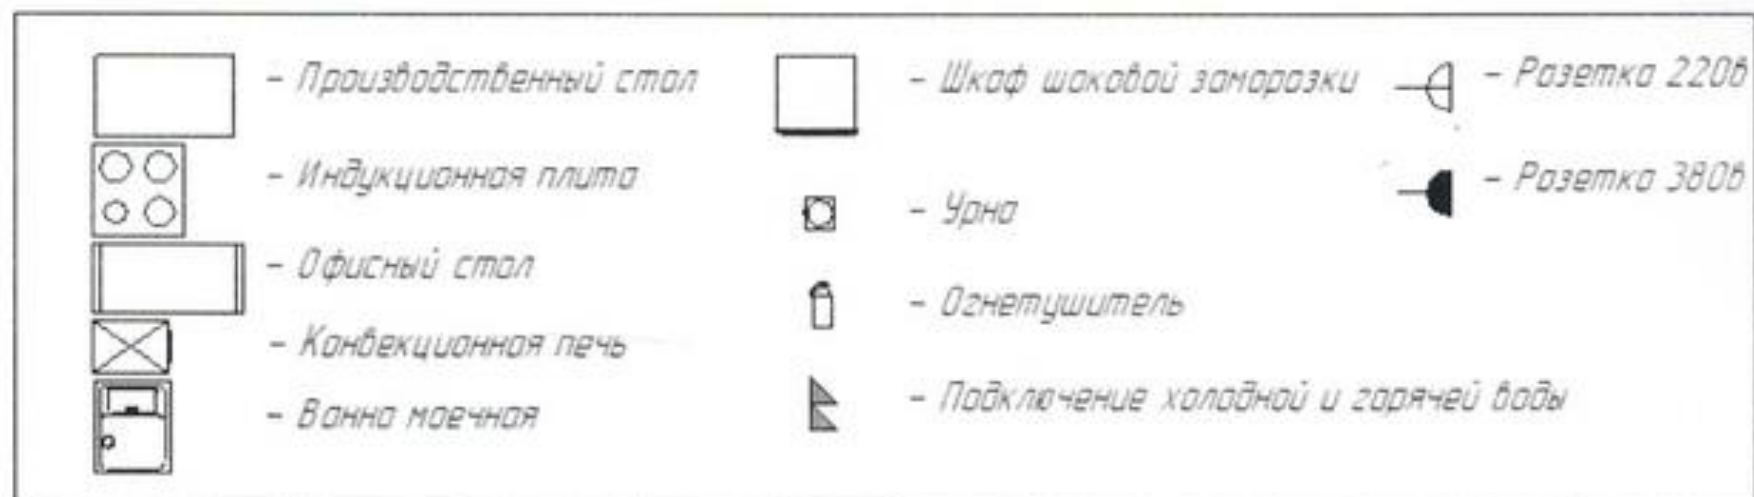 - Производственный стол
- Индукционная плита
- Офисный стол
- Конвекционная печь
- Ванна моечная
- Шкаф шоковой заморозки
- Урна
- Огнетушитель
- Подключение холодной и горячей воды
- Розетка 220в
- Розетка 380в